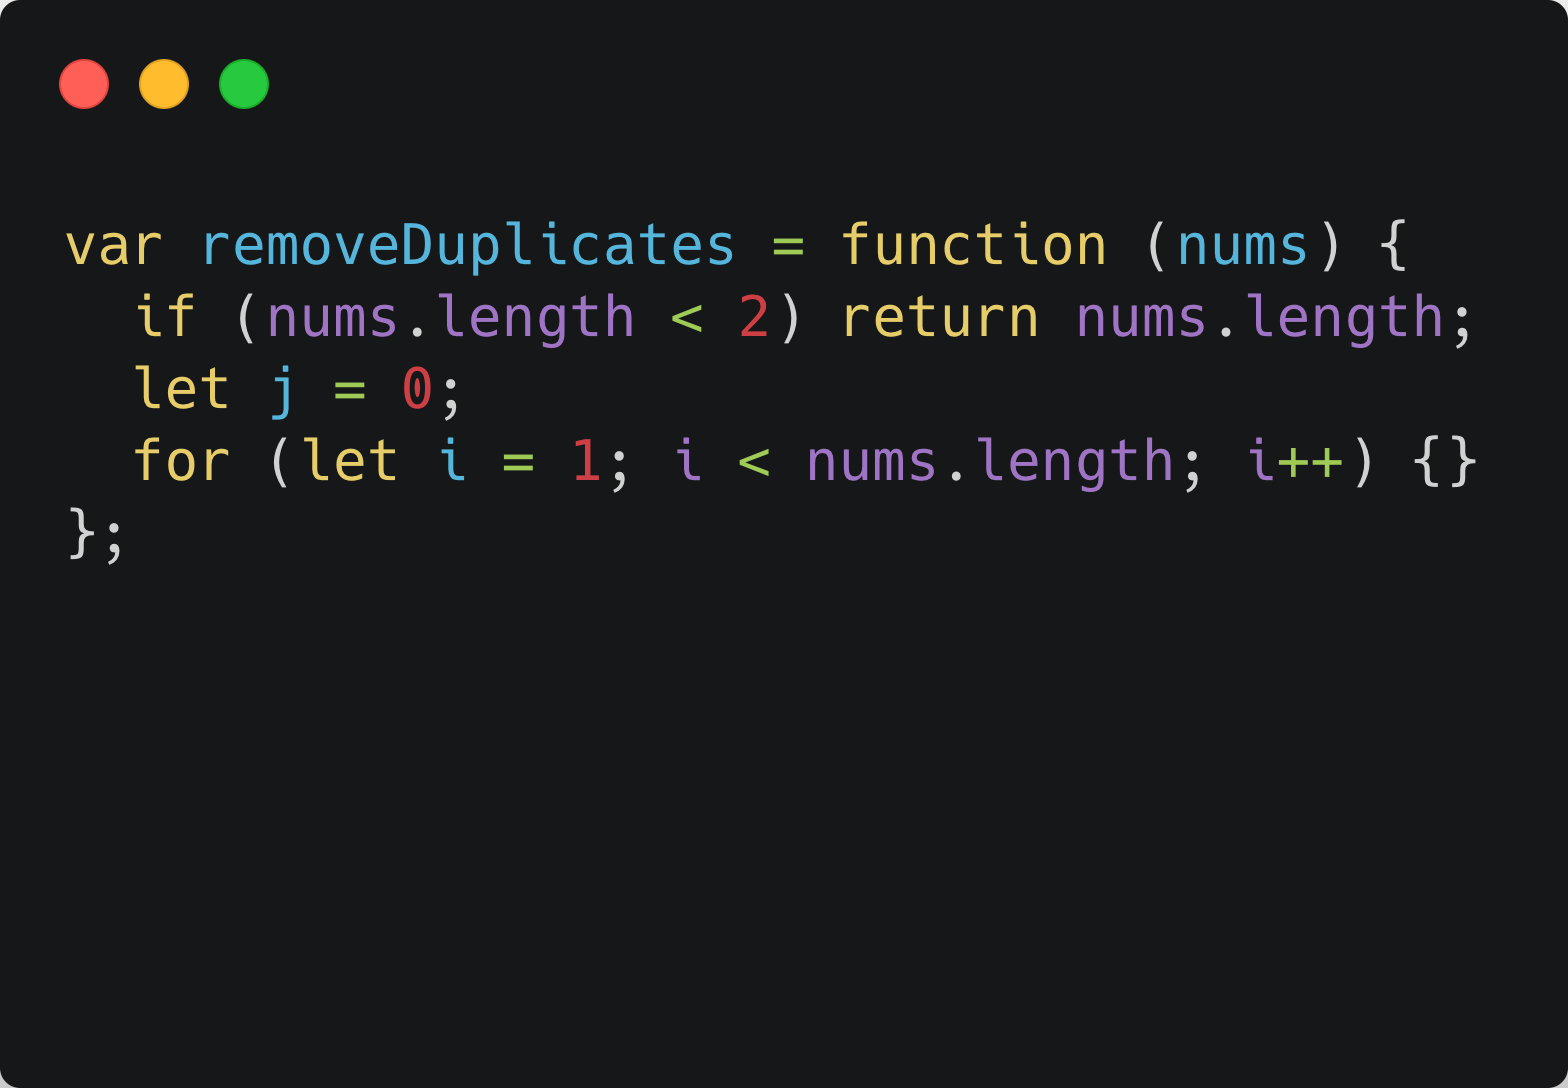 var removeDuplicates = function (nums) {
  if (nums.length < 2) return nums.length;
  let j = 0;
  for (let i = 1; i < nums.length; i++) {}
};